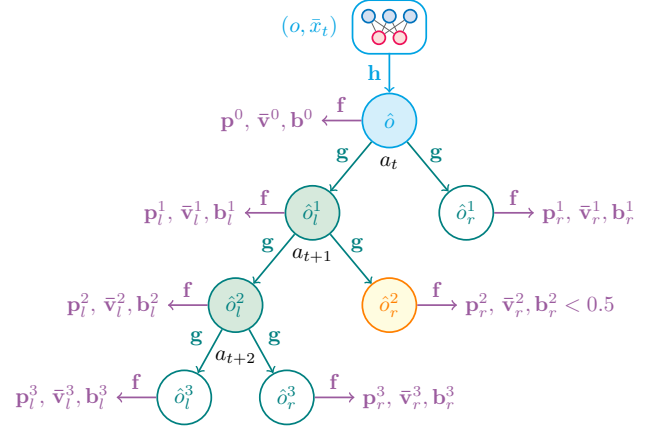 (o, x̄_t)
h
f
p^0, v̄^0, b^0
ô
g a_t g
f f
p_l^1, v̄_l^1, b_l^1 ô_l^1 ô_r^1 p_r^1, v̄_r^1, b_r^1
g a_{t+1} g
f f
p_l^2, v̄_l^2, b_l^2 ô_l^2 ô_r^2 p_r^2, v̄_r^2, b_r^2 < 0.5
g a_{t+2} g
f f
p_l^3, v̄_l^3, b_l^3 ô_l^3 ô_r^3 p_r^3, v̄_r^3, b_r^3